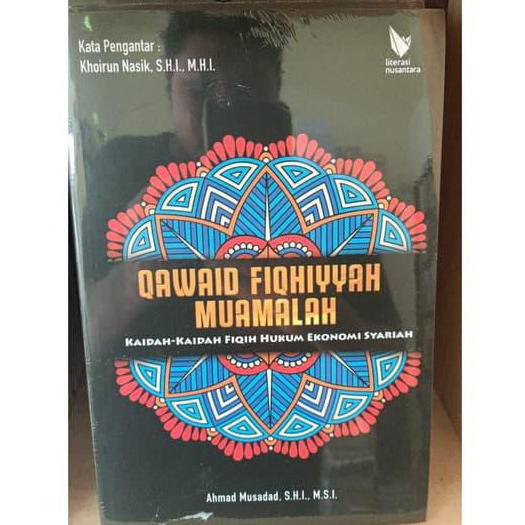 Kata Pengantar :
Khoirun Nasik, S.H.I., M.H.I.
literasi
nusantara
QAWAID FIQHIYYAH
MUAMALAH
KAIDAH-KAIDAH FIQIH HUKUM EKONOMI SYARIAH
Ahmad Musadad, S.H.I., M.S.I.